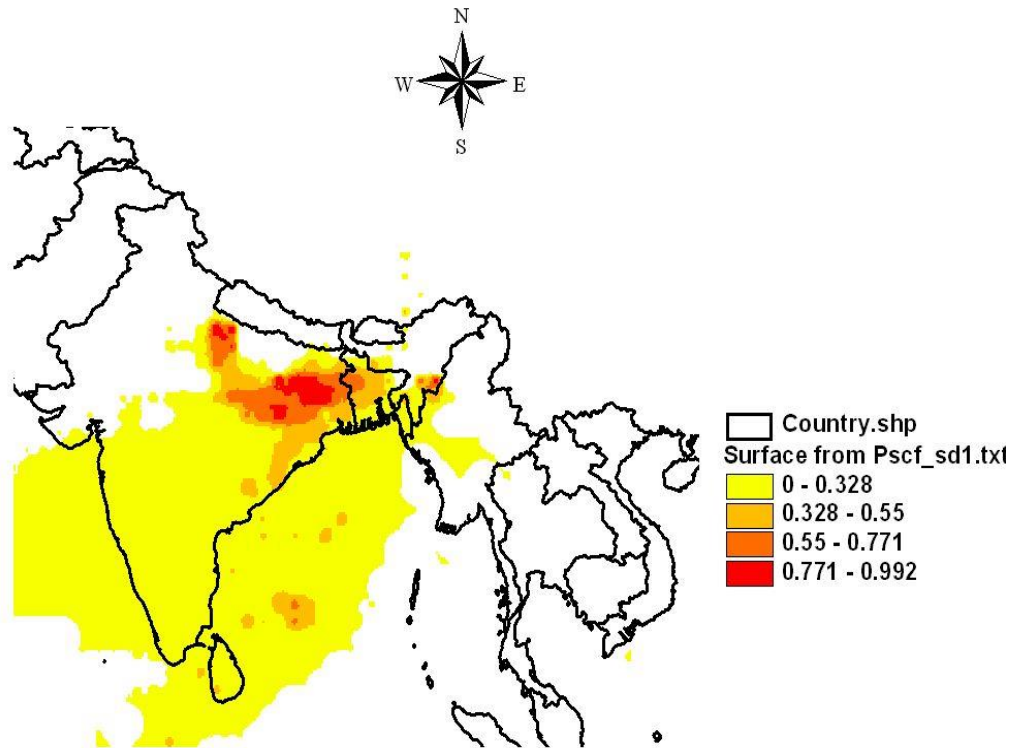 N
W E
S
Country.shp
Surface from Pscf_sd1.txt
0 - 0.328
0.328 - 0.55
0.55 - 0.771
0.771 - 0.992